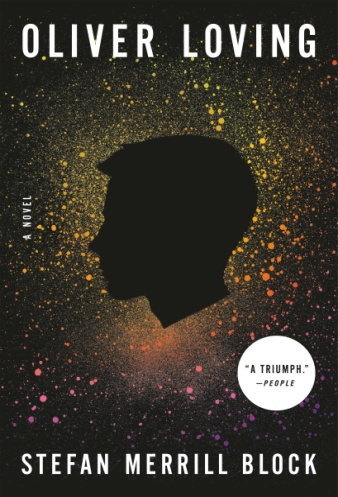 OLIVER LOVING
A NOVEL
"A TRIUMPH."
—PEOPLE
STEFAN MERRILL BLOCK